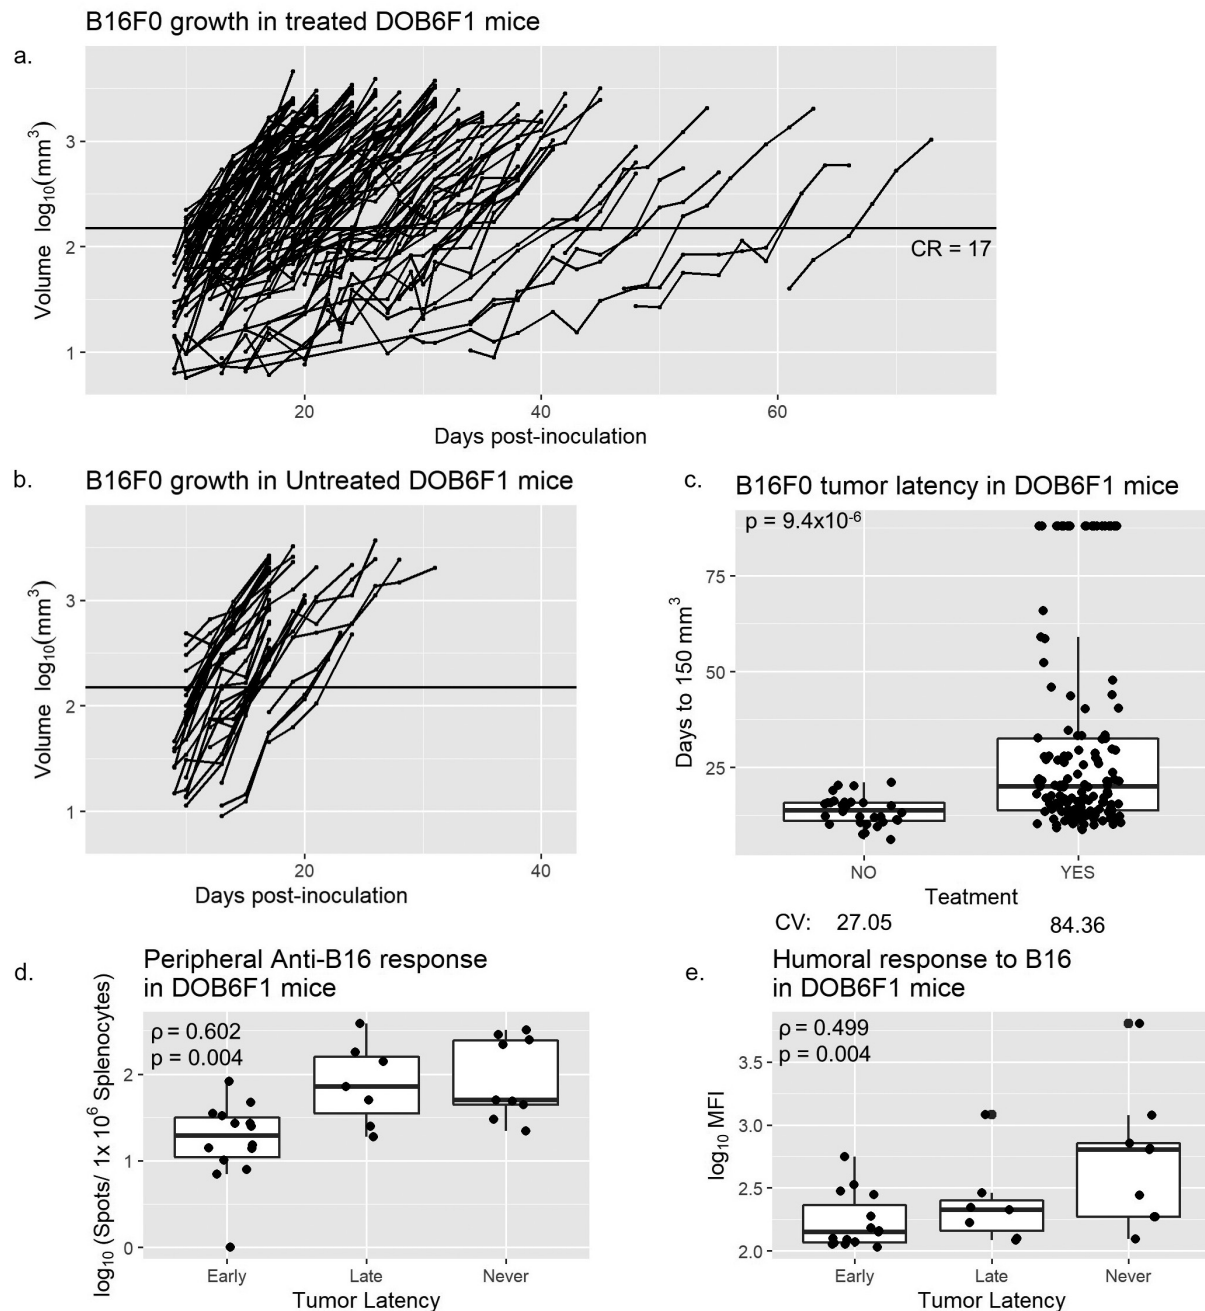 B16F0 growth in treated DOB6F1 mice
a.
Volume log10(mm3)
3
2
1
CR = 17
20 40 60
Days post-inoculation
b.
B16F0 growth in Untreated DOB6F1 mice
Volume log10(mm3)
3
2
1
20 40
Days post-inoculation
c.
B16F0 tumor latency in DOB6F1 mice
p = 9.4x10-6
Days to 150 mm3
75
50
25
NO YES
Teatment
CV: 27.05 84.36
d.
Peripheral Anti-B16 response
in DOB6F1 mice
ρ = 0.602
p = 0.004
log10 (Spots/ 1x 106 Splenocytes)
2
1
0
Early Late Never
Tumor Latency
e.
Humoral response to B16
in DOB6F1 mice
ρ = 0.499
p = 0.004
log10 MFI
3.5
3.0
2.5
2.0
Early Late Never
Tumor Latency